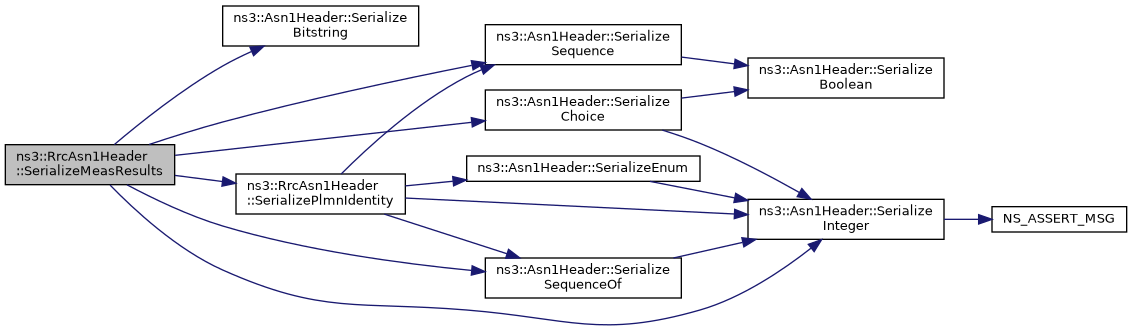 ns3::RrcAsn1Header
::SerializeMeasResults
ns3::Asn1Header::Serialize
Bitstring
ns3::RrcAsn1Header
::SerializePlmnIdentity
ns3::Asn1Header::Serialize
Sequence
ns3::Asn1Header::Serialize
Choice
ns3::Asn1Header::SerializeEnum
ns3::Asn1Header::Serialize
SequenceOf
ns3::Asn1Header::Serialize
Boolean
ns3::Asn1Header::Serialize
Integer
NS_ASSERT_MSG